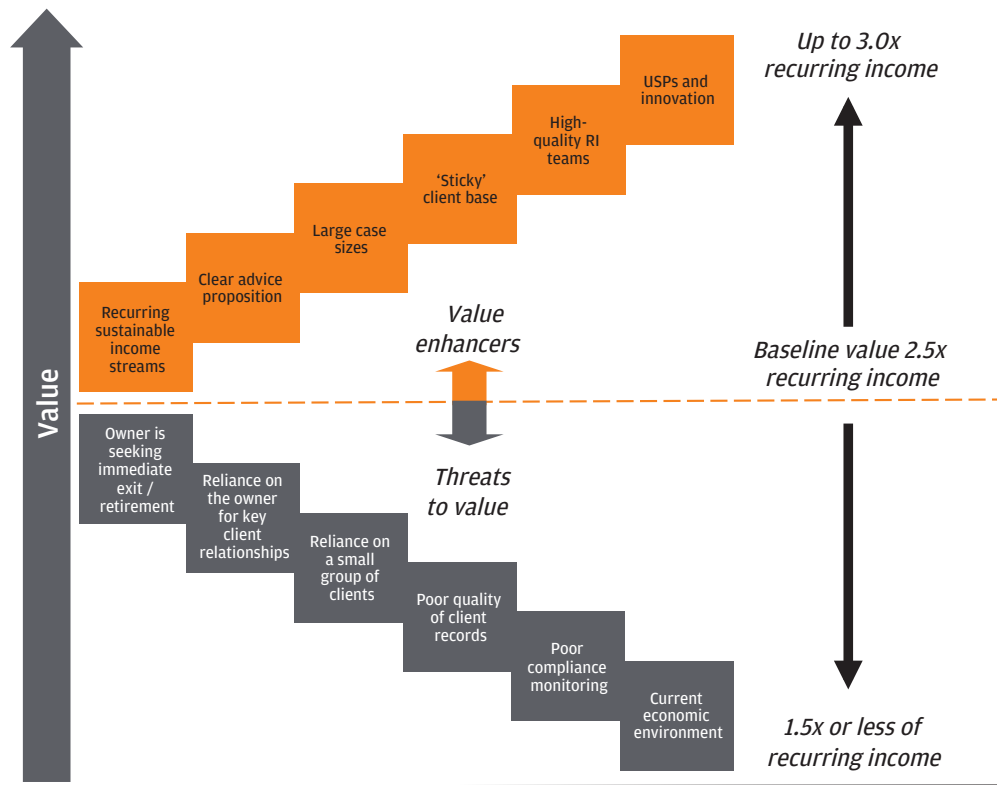 Value
Up to 3.0x
recurring income
USPs and
innovation
High-
quality RI
teams
‘Sticky’
client base
Large case
sizes
Clear advice
proposition
Recurring
sustainable
income
streams
Value
enhancers
Baseline value 2.5x
recurring income
Owner is
seeking
immediate
exit /
retirement
Threats
to value
Reliance on
the owner
for key
client
relationships
Reliance on
a small
group of
clients
Poor quality
of client
records
Poor
compliance
monitoring
Current
economic
environment
1.5x or less of
recurring income